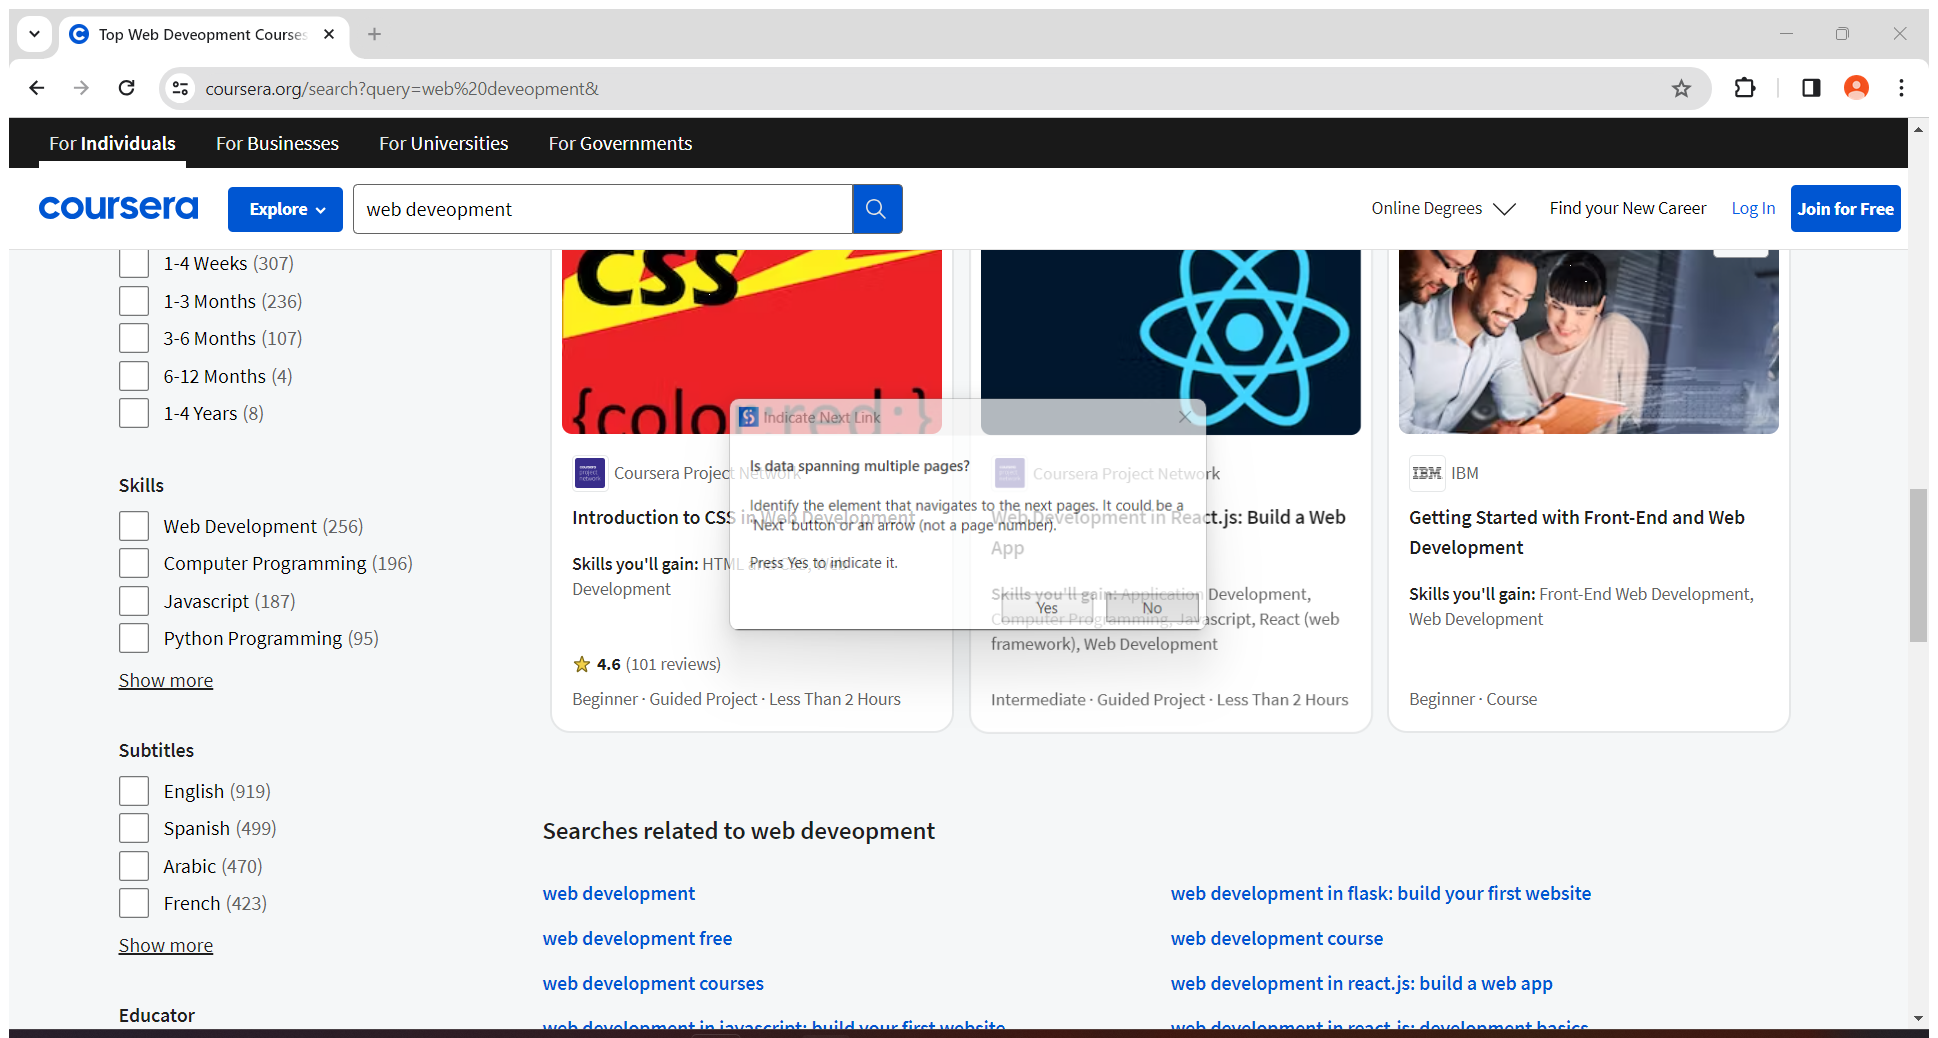 Top Web Deveopment Courses
coursera.org/search?query=web%20deveopment&
For Individuals
For Businesses
For Universities
For Governments
coursera
Explore
web deveopment
Online Degrees
Find your New Career
Log In
Join for Free
1-4 Weeks (307)
1-3 Months (236)
3-6 Months (107)
6-12 Months (4)
1-4 Years (8)
Skills
Web Development (256)
Computer Programming (196)
Javascript (187)
Python Programming (95)
Show more
Subtitles
English (919)
Spanish (499)
Arabic (470)
French (423)
Show more
Educator
CSS
{color:red;}
Coursera Project Network
Introduction to CSS in Web Development
Skills you'll gain: HTML and CSS, Web
Development
4.6 (101 reviews)
Beginner · Guided Project · Less Than 2 Hours
coursera
project
network
Coursera Project Network
Web Development in React.js: Build a Web
App
Skills you'll gain: Application Development,
Computer Programming, Javascript, React (web
framework), Web Development
Intermediate · Guided Project · Less Than 2 Hours
IBM
IBM
Getting Started with Front-End and Web
Development
Skills you'll gain: Front-End Web Development,
Web Development
Beginner · Course
Indicate Next Link
Is data spanning multiple pages?
Identify the element that navigates to the next pages. It could be a
'Next' button or an arrow (not a page number).
Press Yes to indicate it.
Yes
No
Searches related to web deveopment
web development
web development free
web development courses
web development in javascript: build your first website
web development in flask: build your first website
web development course
web development in react.js: build a web app
web development in react.js: development basics